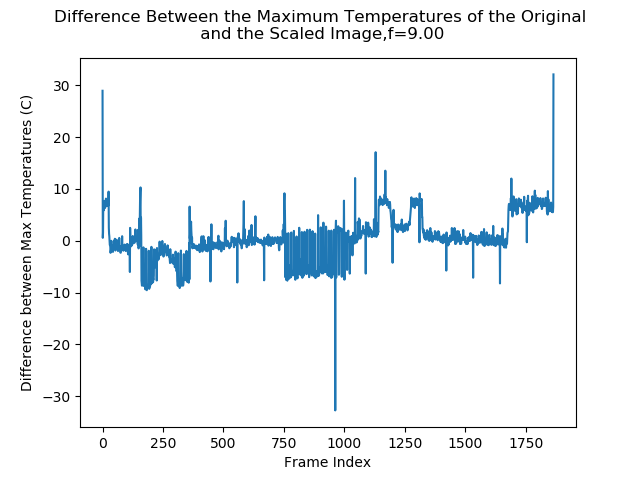 Difference Between the Maximum Temperatures of the Original
and the Scaled Image,f=9.00
Difference between Max Temperatures (C)
30
20
10
0
−10
−20
−30
0 250 500 750 1000 1250 1500 1750
Frame Index